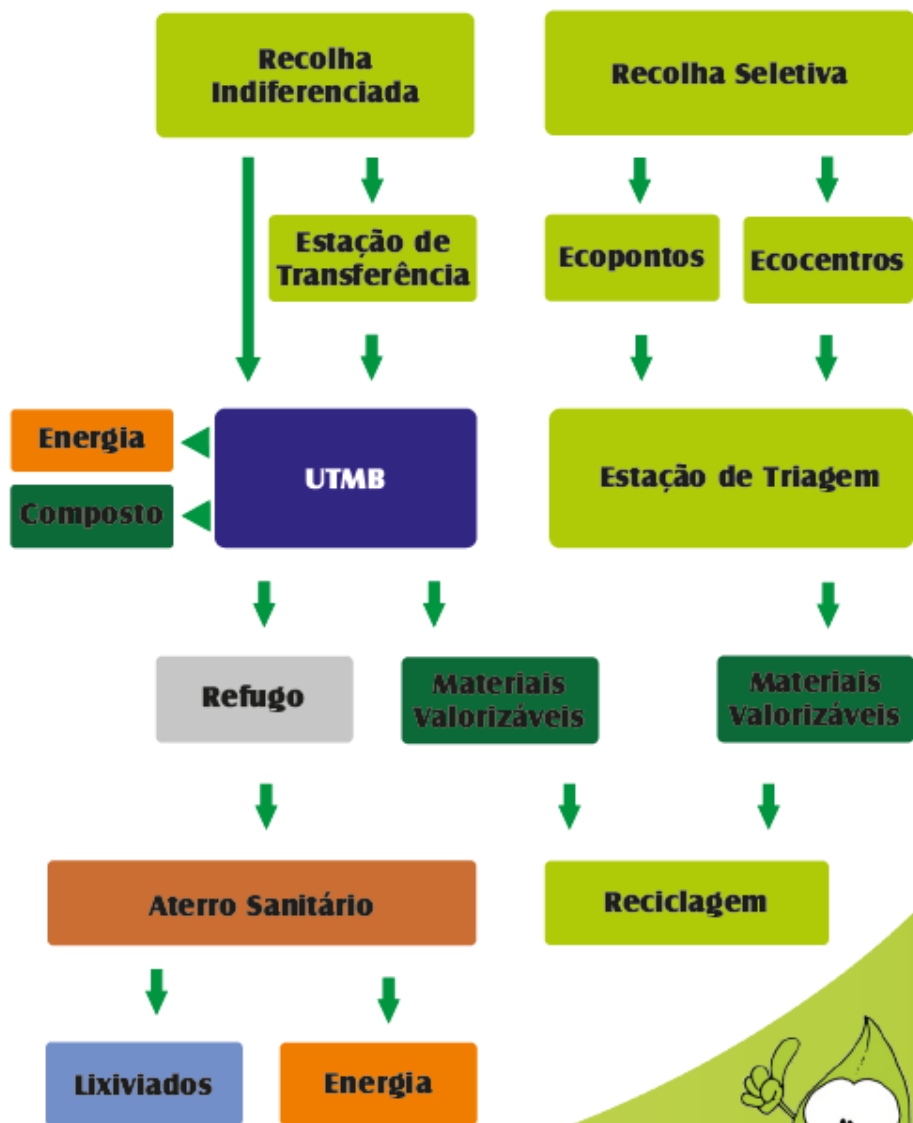 Recolha
Indiferenciada
Recolha Seletiva
Estação de
Transferência
Ecopontos
Ecocentros
Energia
Composto
UTMB
Estação de Triagem
Refugo
Materiais
Valorizáveis
Materiais
Valorizáveis
Aterro Sanitário
Reciclagem
Lixiviados
Energia